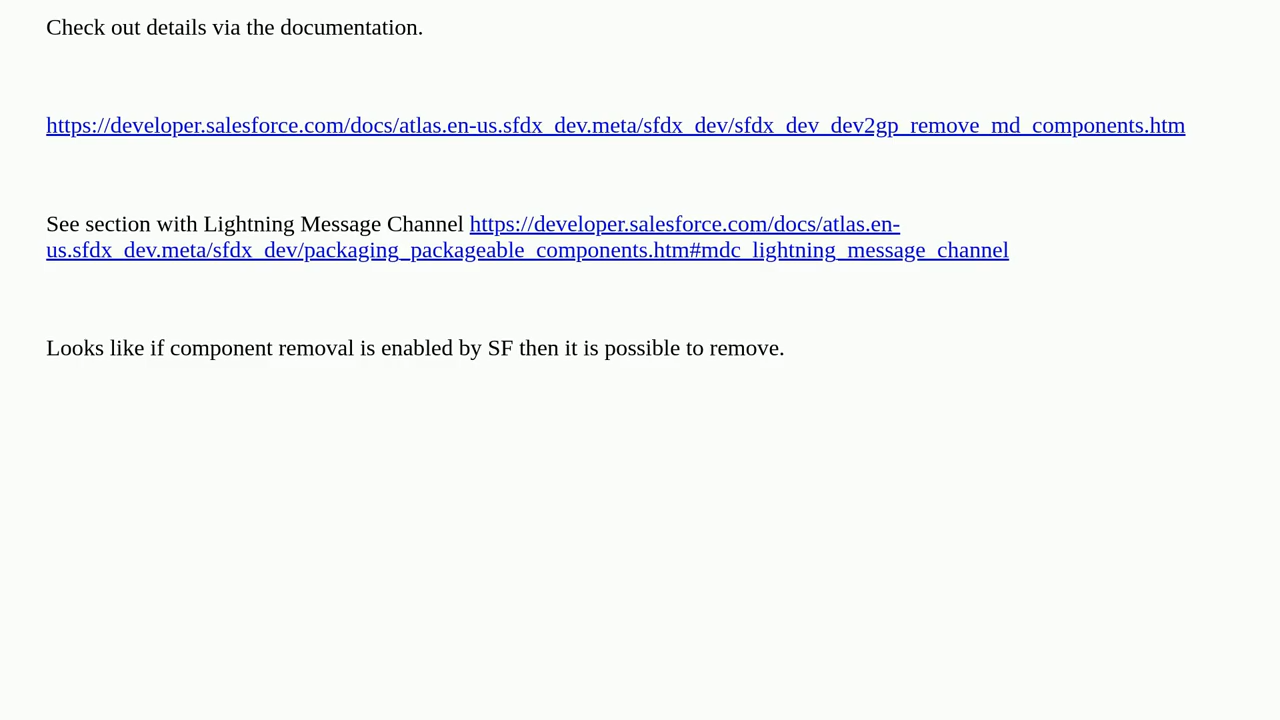 Check out details via the documentation.
https://developer.salesforce.com/docs/atlas.en-us.sfdx_dev.meta/sfdx_dev/sfdx_dev_dev2gp_remove_md_components.htm
See section with Lightning Message Channel https://developer.salesforce.com/docs/atlas.en-
us.sfdx_dev.meta/sfdx_dev/packaging_packageable_components.htm#mdc_lightning_message_channel
Looks like if component removal is enabled by SF then it is possible to remove.